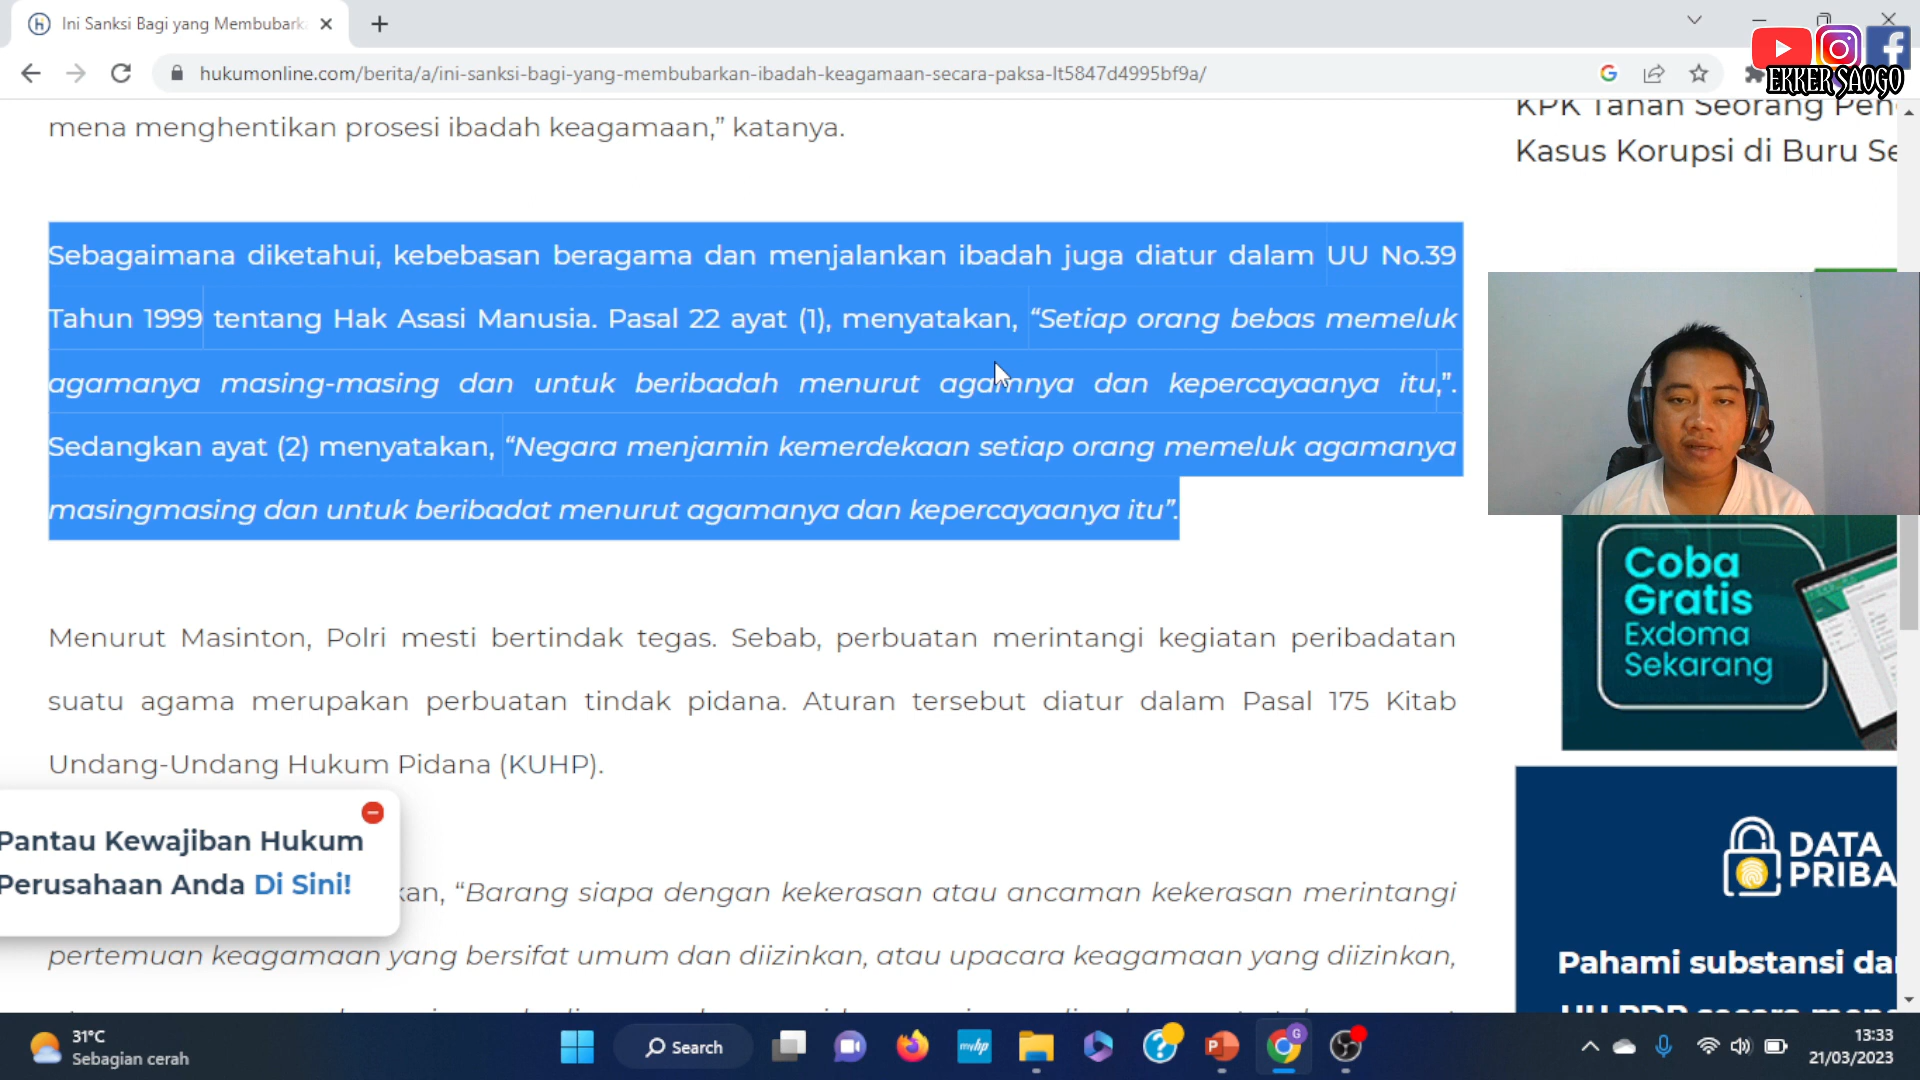 Ini Sanksi Bagi yang Membubark
hukumonline.com/berita/a/ini-sanksi-bagi-yang-membubarkan-ibadah-keagamaan-secara-paksa-lt5847d4995bf9a/
EKKER SAOGO
mena menghentikan prosesi ibadah keagamaan,” katanya.
Sebagaimana diketahui, kebebasan beragama dan menjalankan ibadah juga diatur dalam UU No.39
Tahun 1999 tentang Hak Asasi Manusia. Pasal 22 ayat (1), menyatakan, “Setiap orang bebas memeluk
agamanya masing-masing dan untuk beribadah menurut agamnya dan kepercayaanya itu,”.
Sedangkan ayat (2) menyatakan, “Negara menjamin kemerdekaan setiap orang memeluk agamanya
masingmasing dan untuk beribadat menurut agamanya dan kepercayaanya itu”.
Menurut Masinton, Polri mesti bertindak tegas. Sebab, perbuatan merintangi kegiatan peribadatan
suatu agama merupakan perbuatan tindak pidana. Aturan tersebut diatur dalam Pasal 175 Kitab
Undang-Undang Hukum Pidana (KUHP).
kan, “Barang siapa dengan kekerasan atau ancaman kekerasan merintangi
pertemuan keagamaan yang bersifat umum dan diizinkan, atau upacara keagamaan yang diizinkan,
Pantau Kewajiban Hukum
Perusahaan Anda Di Sini!
KPK Tahan Seorang Pen
Kasus Korupsi di Buru Se
Coba
Gratis
Exdoma
Sekarang
DATA
PRIBA
Pahami substansi da
31°C
Sebagian cerah
Search
myhp
G
13:33
21/03/2023